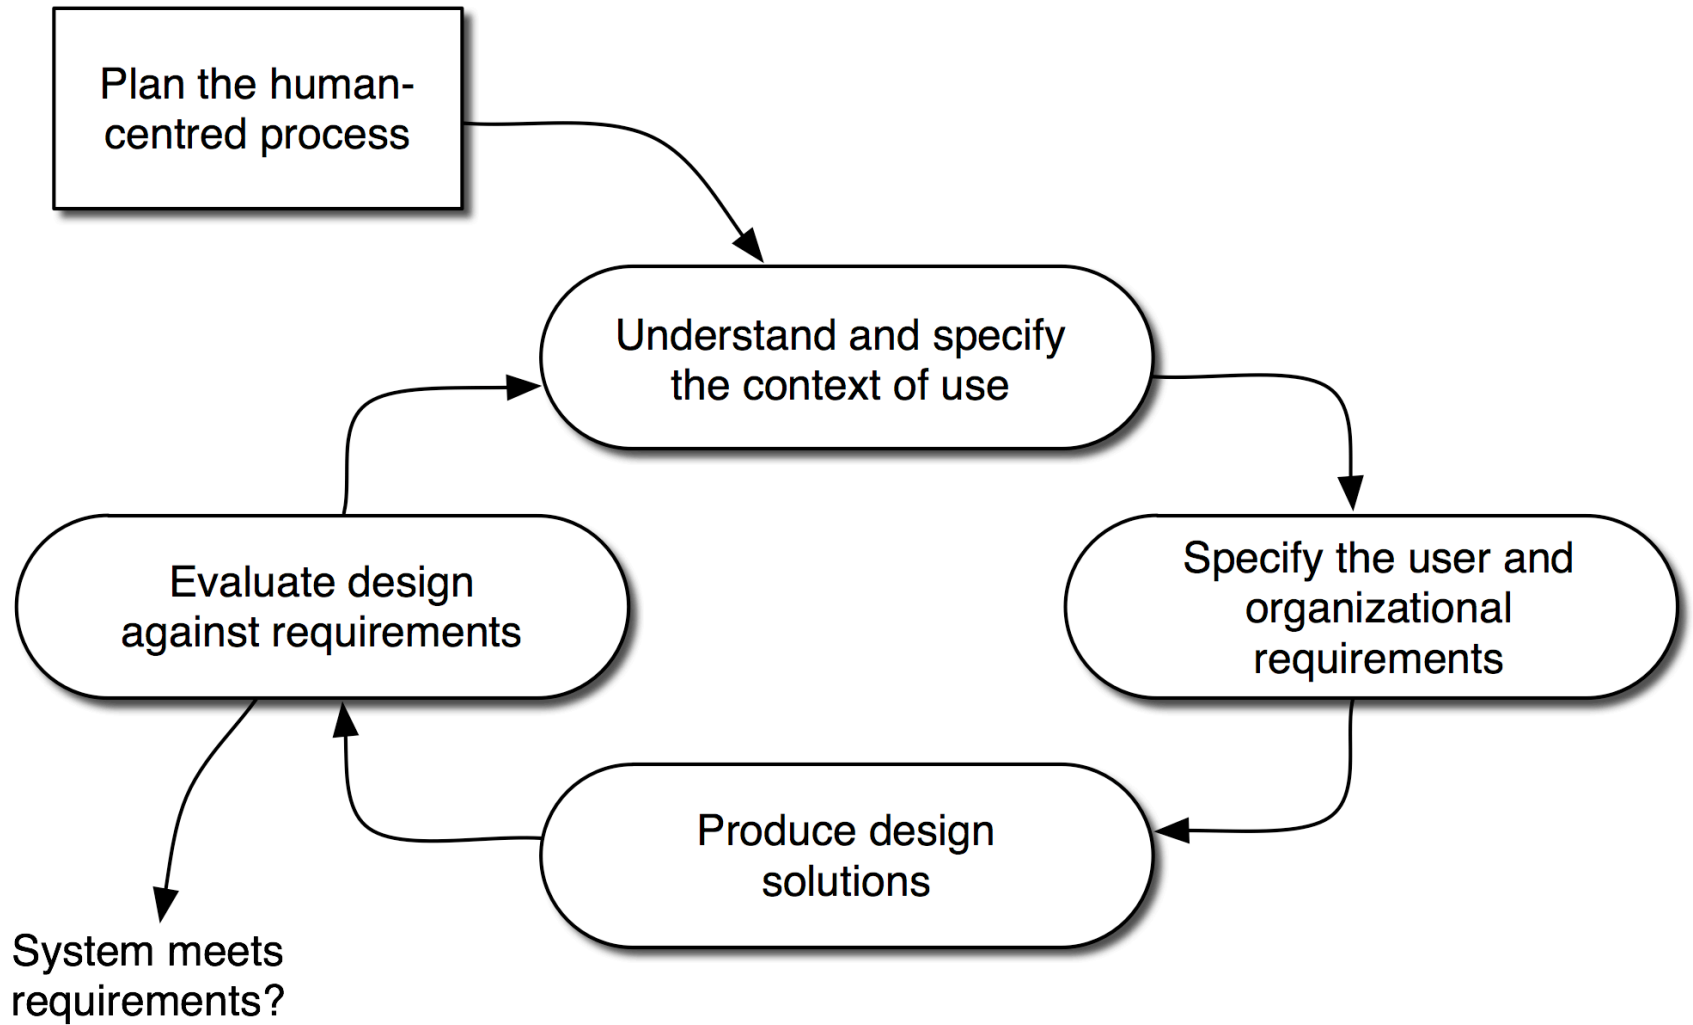 Plan the human-
centred process
Understand and specify
the context of use
Specify the user and
organizational
requirements
Produce design
solutions
Evaluate design
against requirements
System meets
requirements?